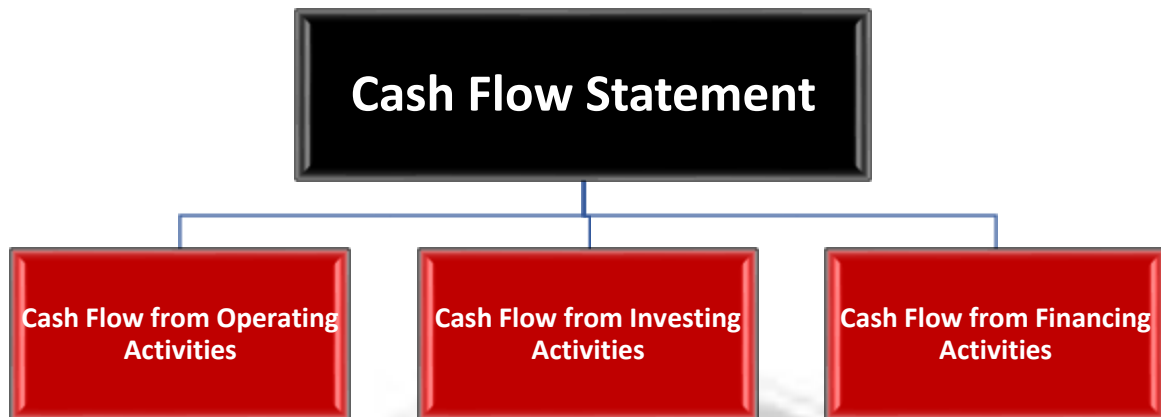 Cash Flow Statement
Cash Flow from Operating
Activities
Cash Flow from Investing
Activities
Cash Flow from Financing
Activities